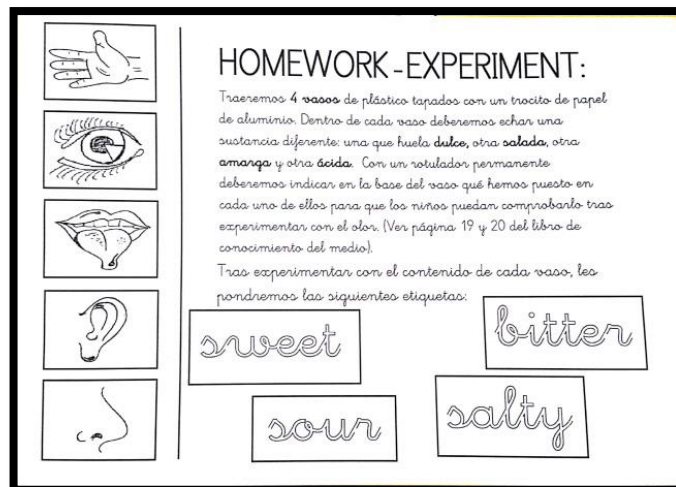 HOMEWORK-EXPERIMENT:
Traeremos 4 vasos de plástico tapados con un trocito de papel
de aluminio. Dentro de cada vaso deberemos echar una
sustancia diferente: una que huela dulce, otra salada, otra
amarga y otra ácida. Con un rotulador permanente
deberemos indicar en la base del vaso qué hemos puesto en
cada uno de ellos para que los niños puedan comprobarlo tras
experimentar con el olor. (Ver página 19 y 20 del libro de
conocimiento del medio).
Tras experimentar con el contenido de cada vaso, les
pondremos las siguientes etiquetas:
sweet
bitter
sour
salty